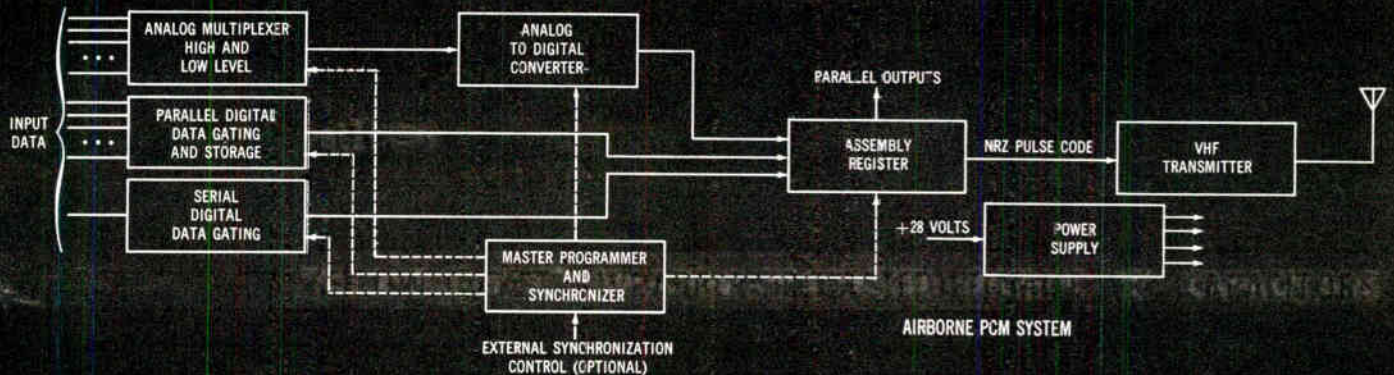 INPUT
DATA
ANALOG MULTIPLEXER
HIGH AND
LOW LEVEL
PARALLEL DIGITAL
DATA GATING
AND STORAGE
SERIAL
DIGITAL
DATA GATING
ANALOG
TO DIGITAL
CONVERTER
MASTER PROGRAMMER
AND
SYNCHRONIZER
EXTERNAL SYNCHRONIZATION
CONTROL (OPTIONAL)
PARALLEL OUTPUTS
ASSEMBLY
REGISTER
NRZ PULSE CODE
VHF
TRANSMITTER
+28 VOLTS
POWER
SUPPLY
AIRBORNE PCM SYSTEM